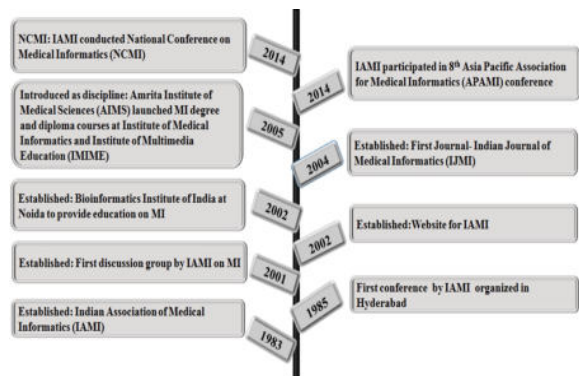 NCMI: IAMI conducted National Conference on
Medical Informatics (NCMI)
2014
IAMI participated in 8th Asia Pacific Association
for Medical Informatics (APAMI) conference
2014
Introduced as discipline: Amrita Institute of
Medical Sciences (AIMS) launched MI degree
and diploma courses at Institute of Medical
Informatics and Institute of Multimedia
Education (IMIME)
2005
Established: First Journal- Indian Journal of
Medical Informatics (IJMI)
2004
Established: Bioinformatics Institute of India at
Noida to provide education on MI
2002
Established:Website for IAMI
2002
Established: First discussion group by IAMI on MI
2001
First conference by IAMI organized in
Hyderabad
1985
Established: Indian Association of Medical
Informatics (IAMI)
1983